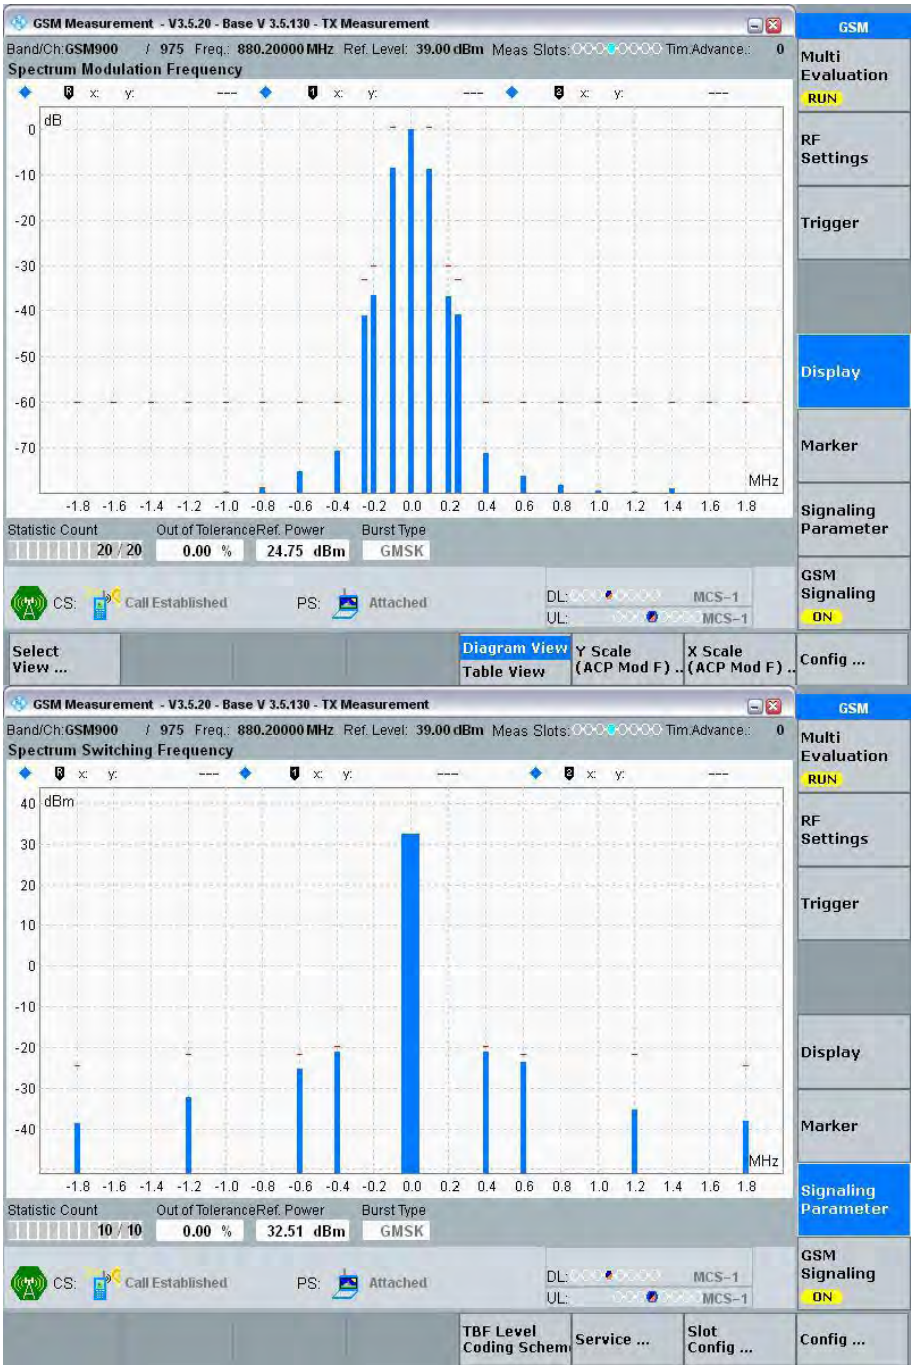 GSM Measurement - V3.5.20 - Base V 3.5.130 - TX Measurement
GSM
Band/Ch: GSM900 / 975 Freq.: 880.20000 MHz Ref. Level: 39.00 dBm Meas Slots: Tim.Advance.: 0
Spectrum Modulation Frequency
R x: y: --- 1 x: y: --- 2 x: y: ---
dB
0
-10
-20
-30
-40
-50
-60
-70
MHz
-1.8 -1.6 -1.4 -1.2 -1.0 -0.8 -0.6 -0.4 -0.2 0.0 0.2 0.4 0.6 0.8 1.0 1.2 1.4 1.6 1.8
Statistic Count Out of Tolerance Ref. Power Burst Type
20 / 20 0.00 % 24.75 dBm GMSK
CS: Call Established PS: Attached DL: MCS-1
UL: MCS-1
Multi
Evaluation
RUN
RF
Settings
Trigger
Display
Marker
Signaling
Parameter
GSM
Signaling
ON
Select
View ...
Diagram View
Table View
Y Scale
(ACP Mod F) ..
X Scale
(ACP Mod F) ..
Config ...
GSM Measurement - V3.5.20 - Base V 3.5.130 - TX Measurement
GSM
Band/Ch: GSM900 / 975 Freq.: 880.20000 MHz Ref. Level: 39.00 dBm Meas Slots: Tim.Advance.: 0
Spectrum Switching Frequency
R x: y: --- 1 x: y: --- 2 x: y: ---
40 dBm
30
20
10
0
-10
-20
-30
-40
MHz
-1.8 -1.6 -1.4 -1.2 -1.0 -0.8 -0.6 -0.4 -0.2 0.0 0.2 0.4 0.6 0.8 1.0 1.2 1.4 1.6 1.8
Statistic Count Out of Tolerance Ref. Power Burst Type
10 / 10 0.00 % 32.51 dBm GMSK
CS: Call Established PS: Attached DL: MCS-1
UL: MCS-1
Multi
Evaluation
RUN
RF
Settings
Trigger
Display
Marker
Signaling
Parameter
GSM
Signaling
ON
TBF Level
Coding Schem
Service ...
Slot
Config ...
Config ...